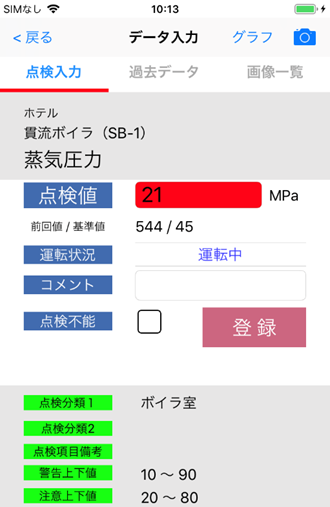 SIMなし 10:13
< 戻る データ入力 グラフ
点検入力 過去データ 画像一覧
ホテル
貫流ボイラ（SB-1）
蒸気圧力
点検値 21 MPa
前回値 / 基準値 544 / 45
運転状況 運転中
コメント
点検不能 登録
点検分類１ ボイラ室
点検分類2
点検項目備考
警告上下値 10 〜 90
注意上下値 20 〜 80